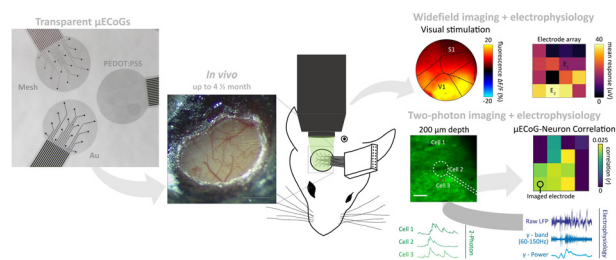 Transparent µECoGs
PEDOT:PSS
Mesh
Au
In vivo
up to 4 ½ month
Widefield imaging + electrophysiology
Visual stimulation
S1
V1
20
20
fluorescence ΔF/F (%)
Electrode array
E1
E2
40
0
mean response (uV)
Two-photon imaging + electrophysiology
200 µm depth
Cell 1
Cell 2
Cell 3
µECoG-Neuron Correlation
0.025
0
correlation (r)
Imaged electrode
Cell 1
Cell 2
Cell 3
2-Photon
Raw LFP
γ - band
[60-150Hz]
γ - Power
Electrophysiology